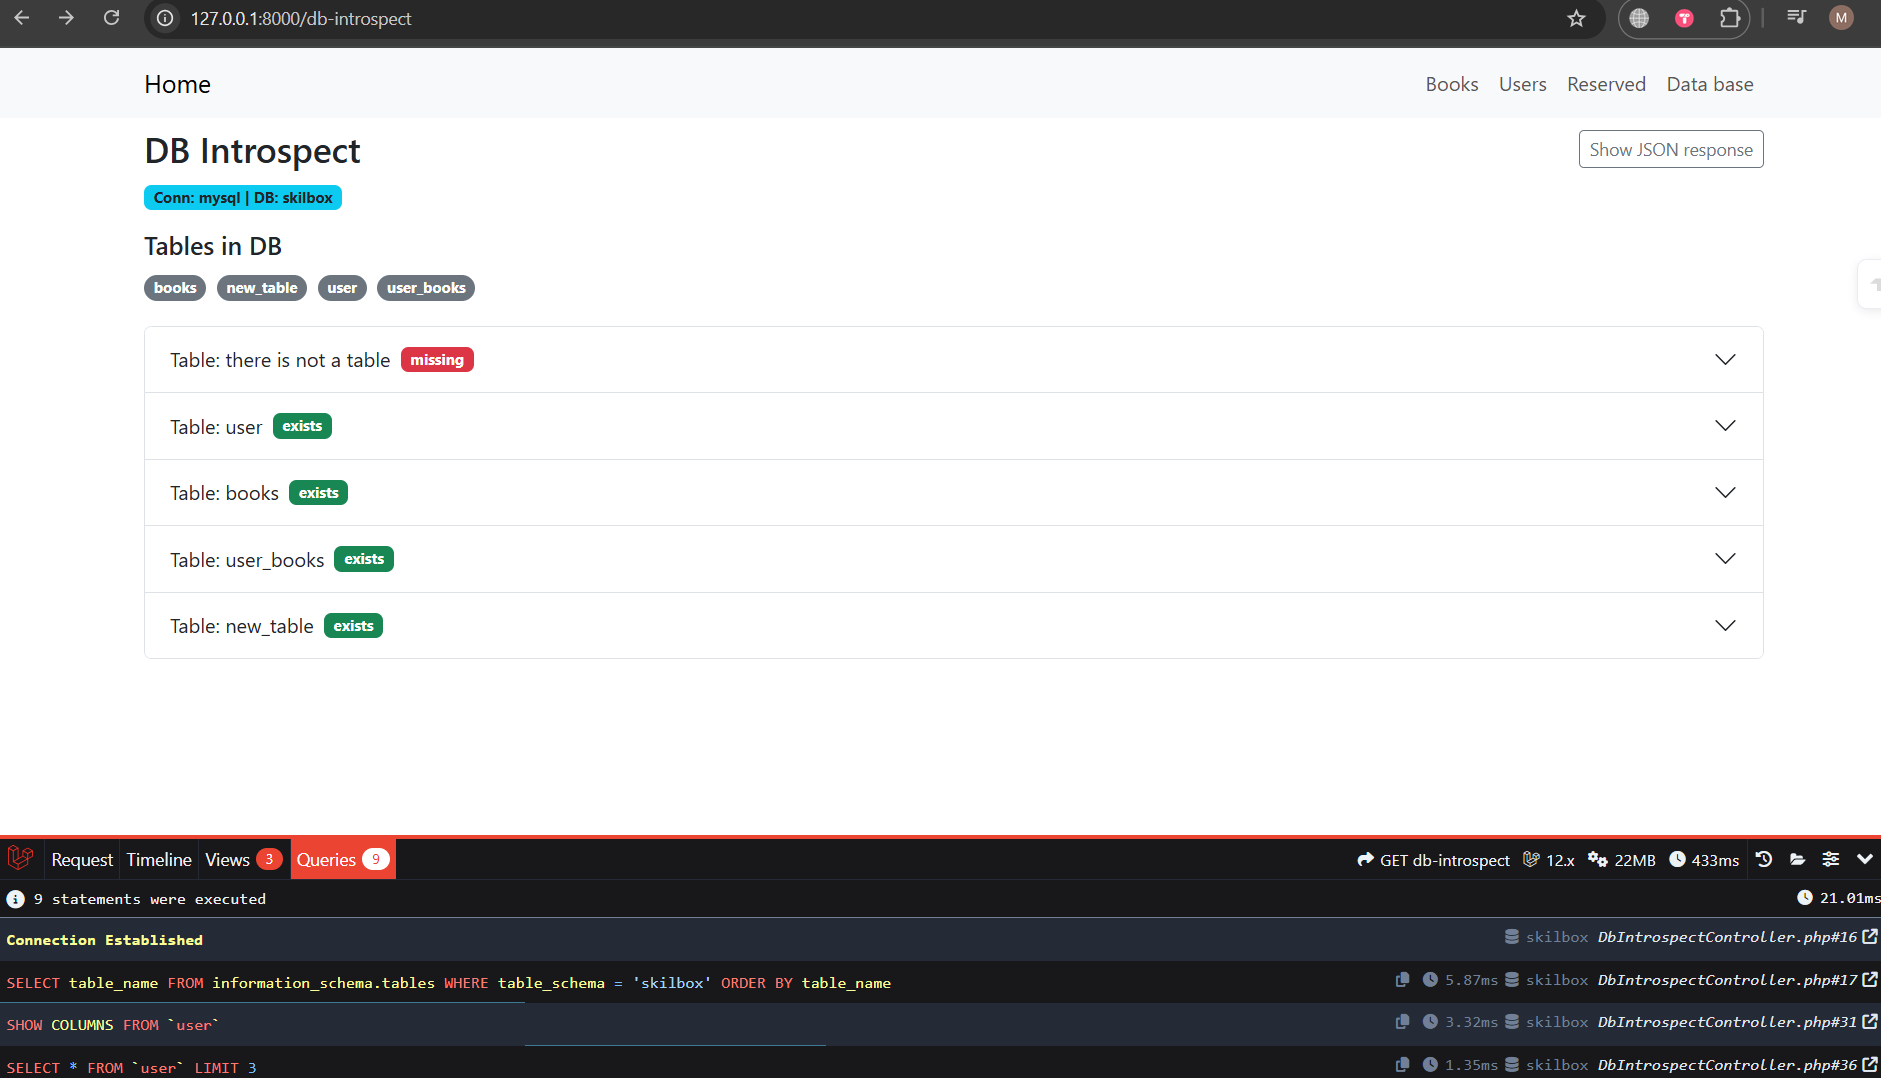 127.0.0.1:8000/db-introspect
M
Home Books Users Reserved Data base
DB Introspect Show JSON response
Conn: mysql | DB: skilbox
Tables in DB
books new_table user user_books
Table: there is not a table missing
Table: user exists
Table: books exists
Table: user_books exists
Table: new_table exists
Request Timeline Views 3 Queries 9 GET db-introspect 12.x 22MB 433ms
9 statements were executed 21.01ms
Connection Established skilbox DbIntrospectController.php#16
SELECT table_name FROM information_schema.tables WHERE table_schema = 'skilbox' ORDER BY table_name 5.87ms skilbox DbIntrospectController.php#17
SHOW COLUMNS FROM `user` 3.32ms skilbox DbIntrospectController.php#31
SELECT * FROM `user` LIMIT 3 1.35ms skilbox DbIntrospectController.php#36